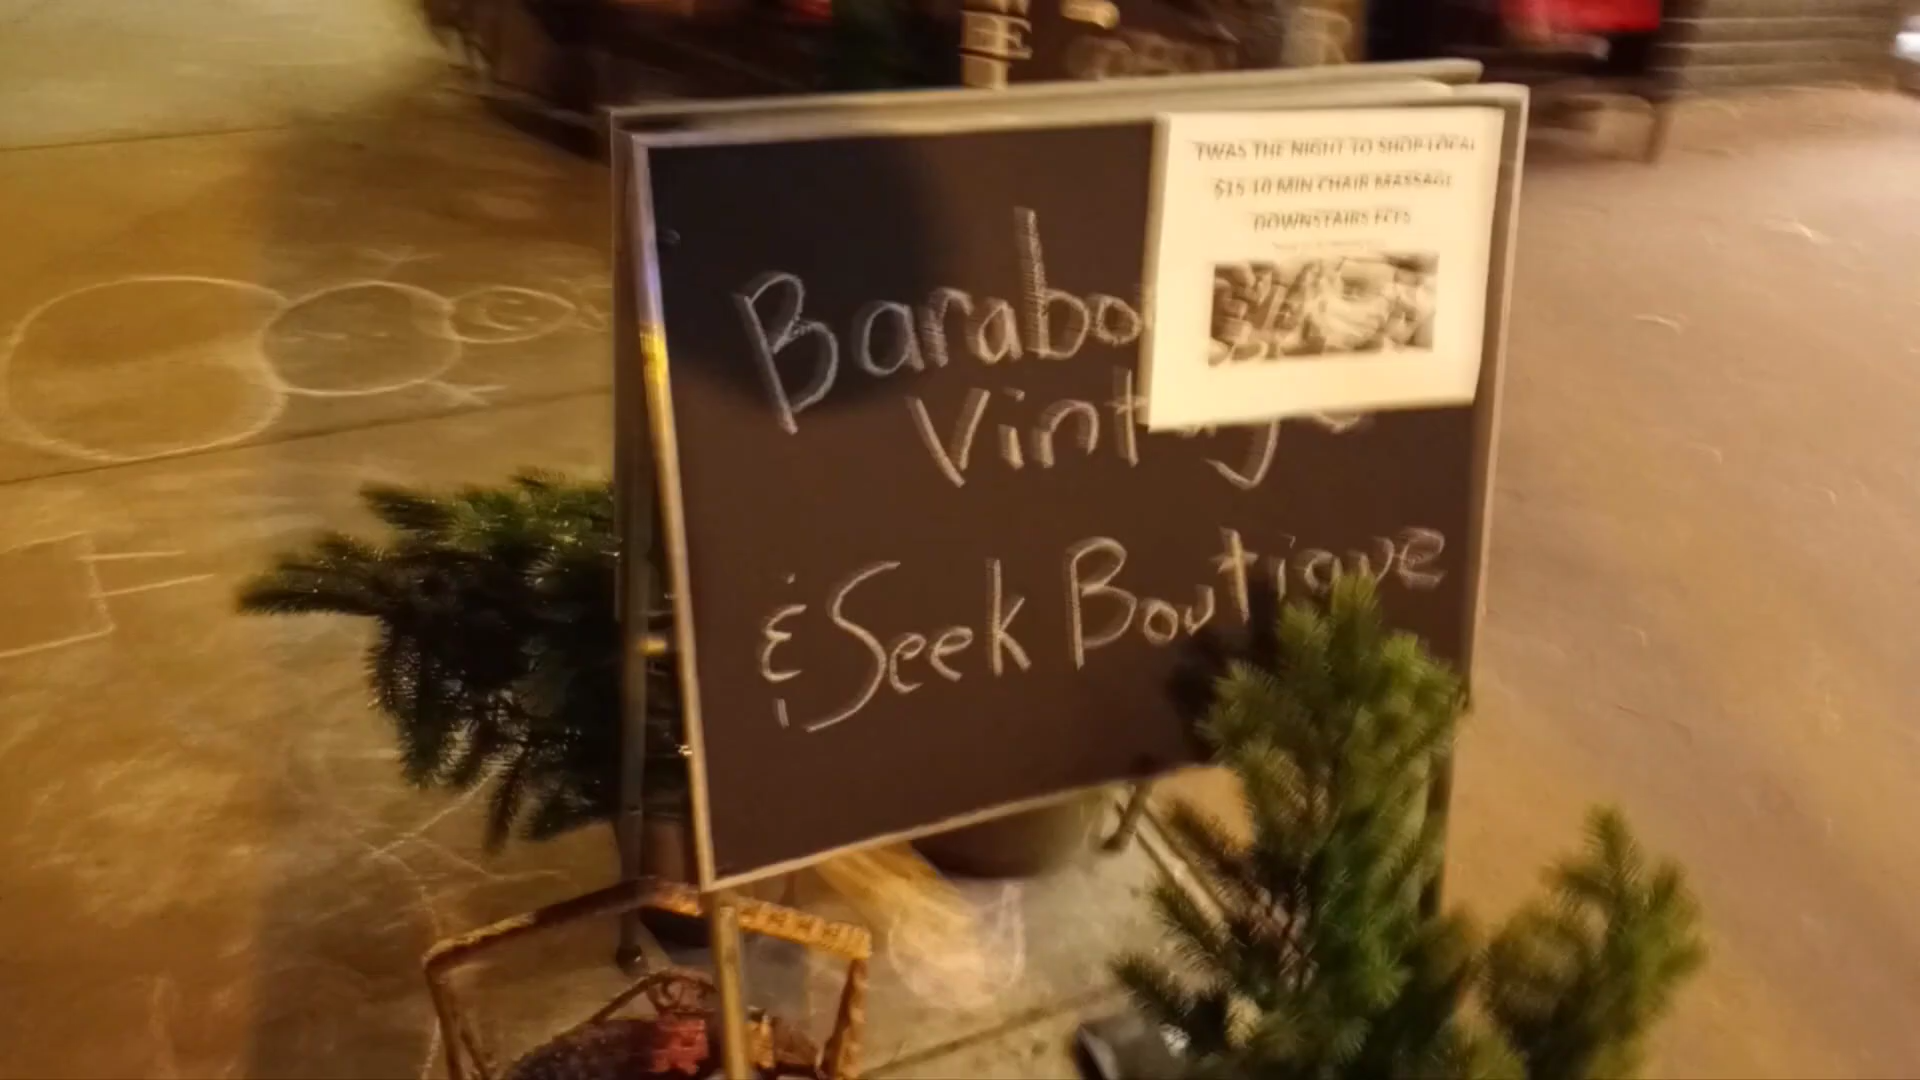 TWAS THE NIGHT TO SHOP LOCAL
$15 10 MIN CHAIR MASSAGE
DOWNSTAIRS
Barabo
Vintage
& Seek Boutique